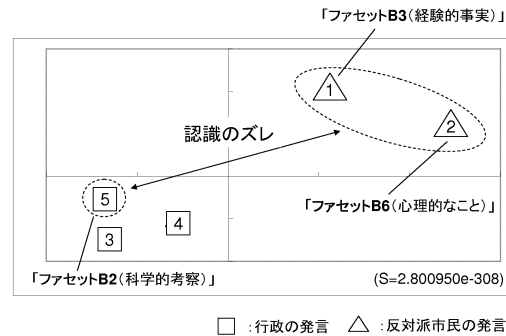 「ファセットB3(経験的事実)」
1
2
認識のズレ
5
「ファセットB6(心理的なこと)」
4
3
「ファセットB2(科学的考察)」
(S=2.800950e-308)
:行政の発言 :反対派市民の発言